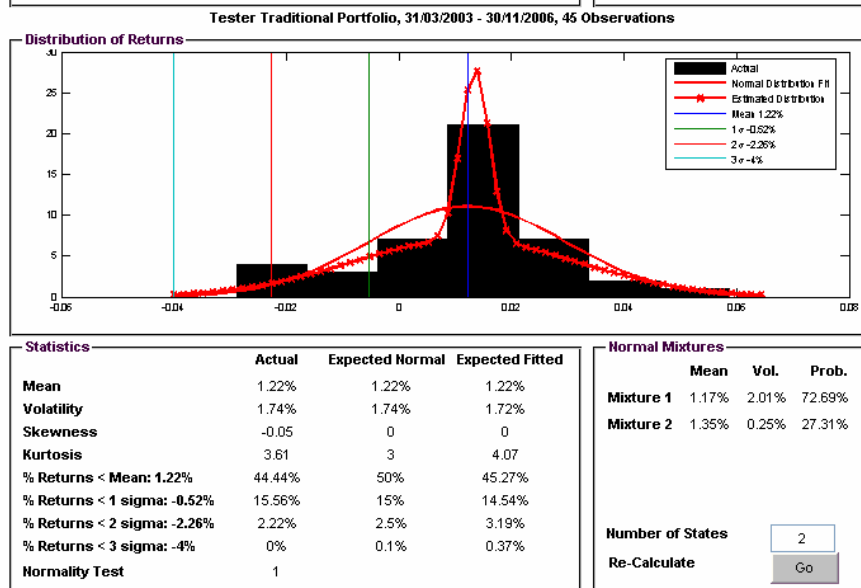 Tester Traditional Portfolio, 31/03/2003 - 30/11/2006, 45 Observations
Distribution of Returns
30
25
20
15
10
5
0
-0.06 -0.04 -0.02 0 0.02 0.04 0.06 0.08
Actual
Normal Distribution Fit
Estimated Distribution
Mean 1.22%
1 σ -0.52%
2 σ -2.26%
3 σ -4%
Statistics
Actual Expected Normal Expected Fitted
Mean 1.22% 1.22% 1.22%
Volatility 1.74% 1.74% 1.72%
Skewness -0.05 0 0
Kurtosis 3.61 3 4.07
% Returns < Mean: 1.22% 44.44% 50% 45.27%
% Returns < 1 sigma: -0.52% 15.56% 15% 14.54%
% Returns < 2 sigma: -2.26% 2.22% 2.5% 3.19%
% Returns < 3 sigma: -4% 0% 0.1% 0.37%
Normality Test 1
Normal Mixtures
Mean Vol. Prob.
Mixture 1 1.17% 2.01% 72.69%
Mixture 2 1.35% 0.25% 27.31%
Number of States 2
Re-Calculate Go